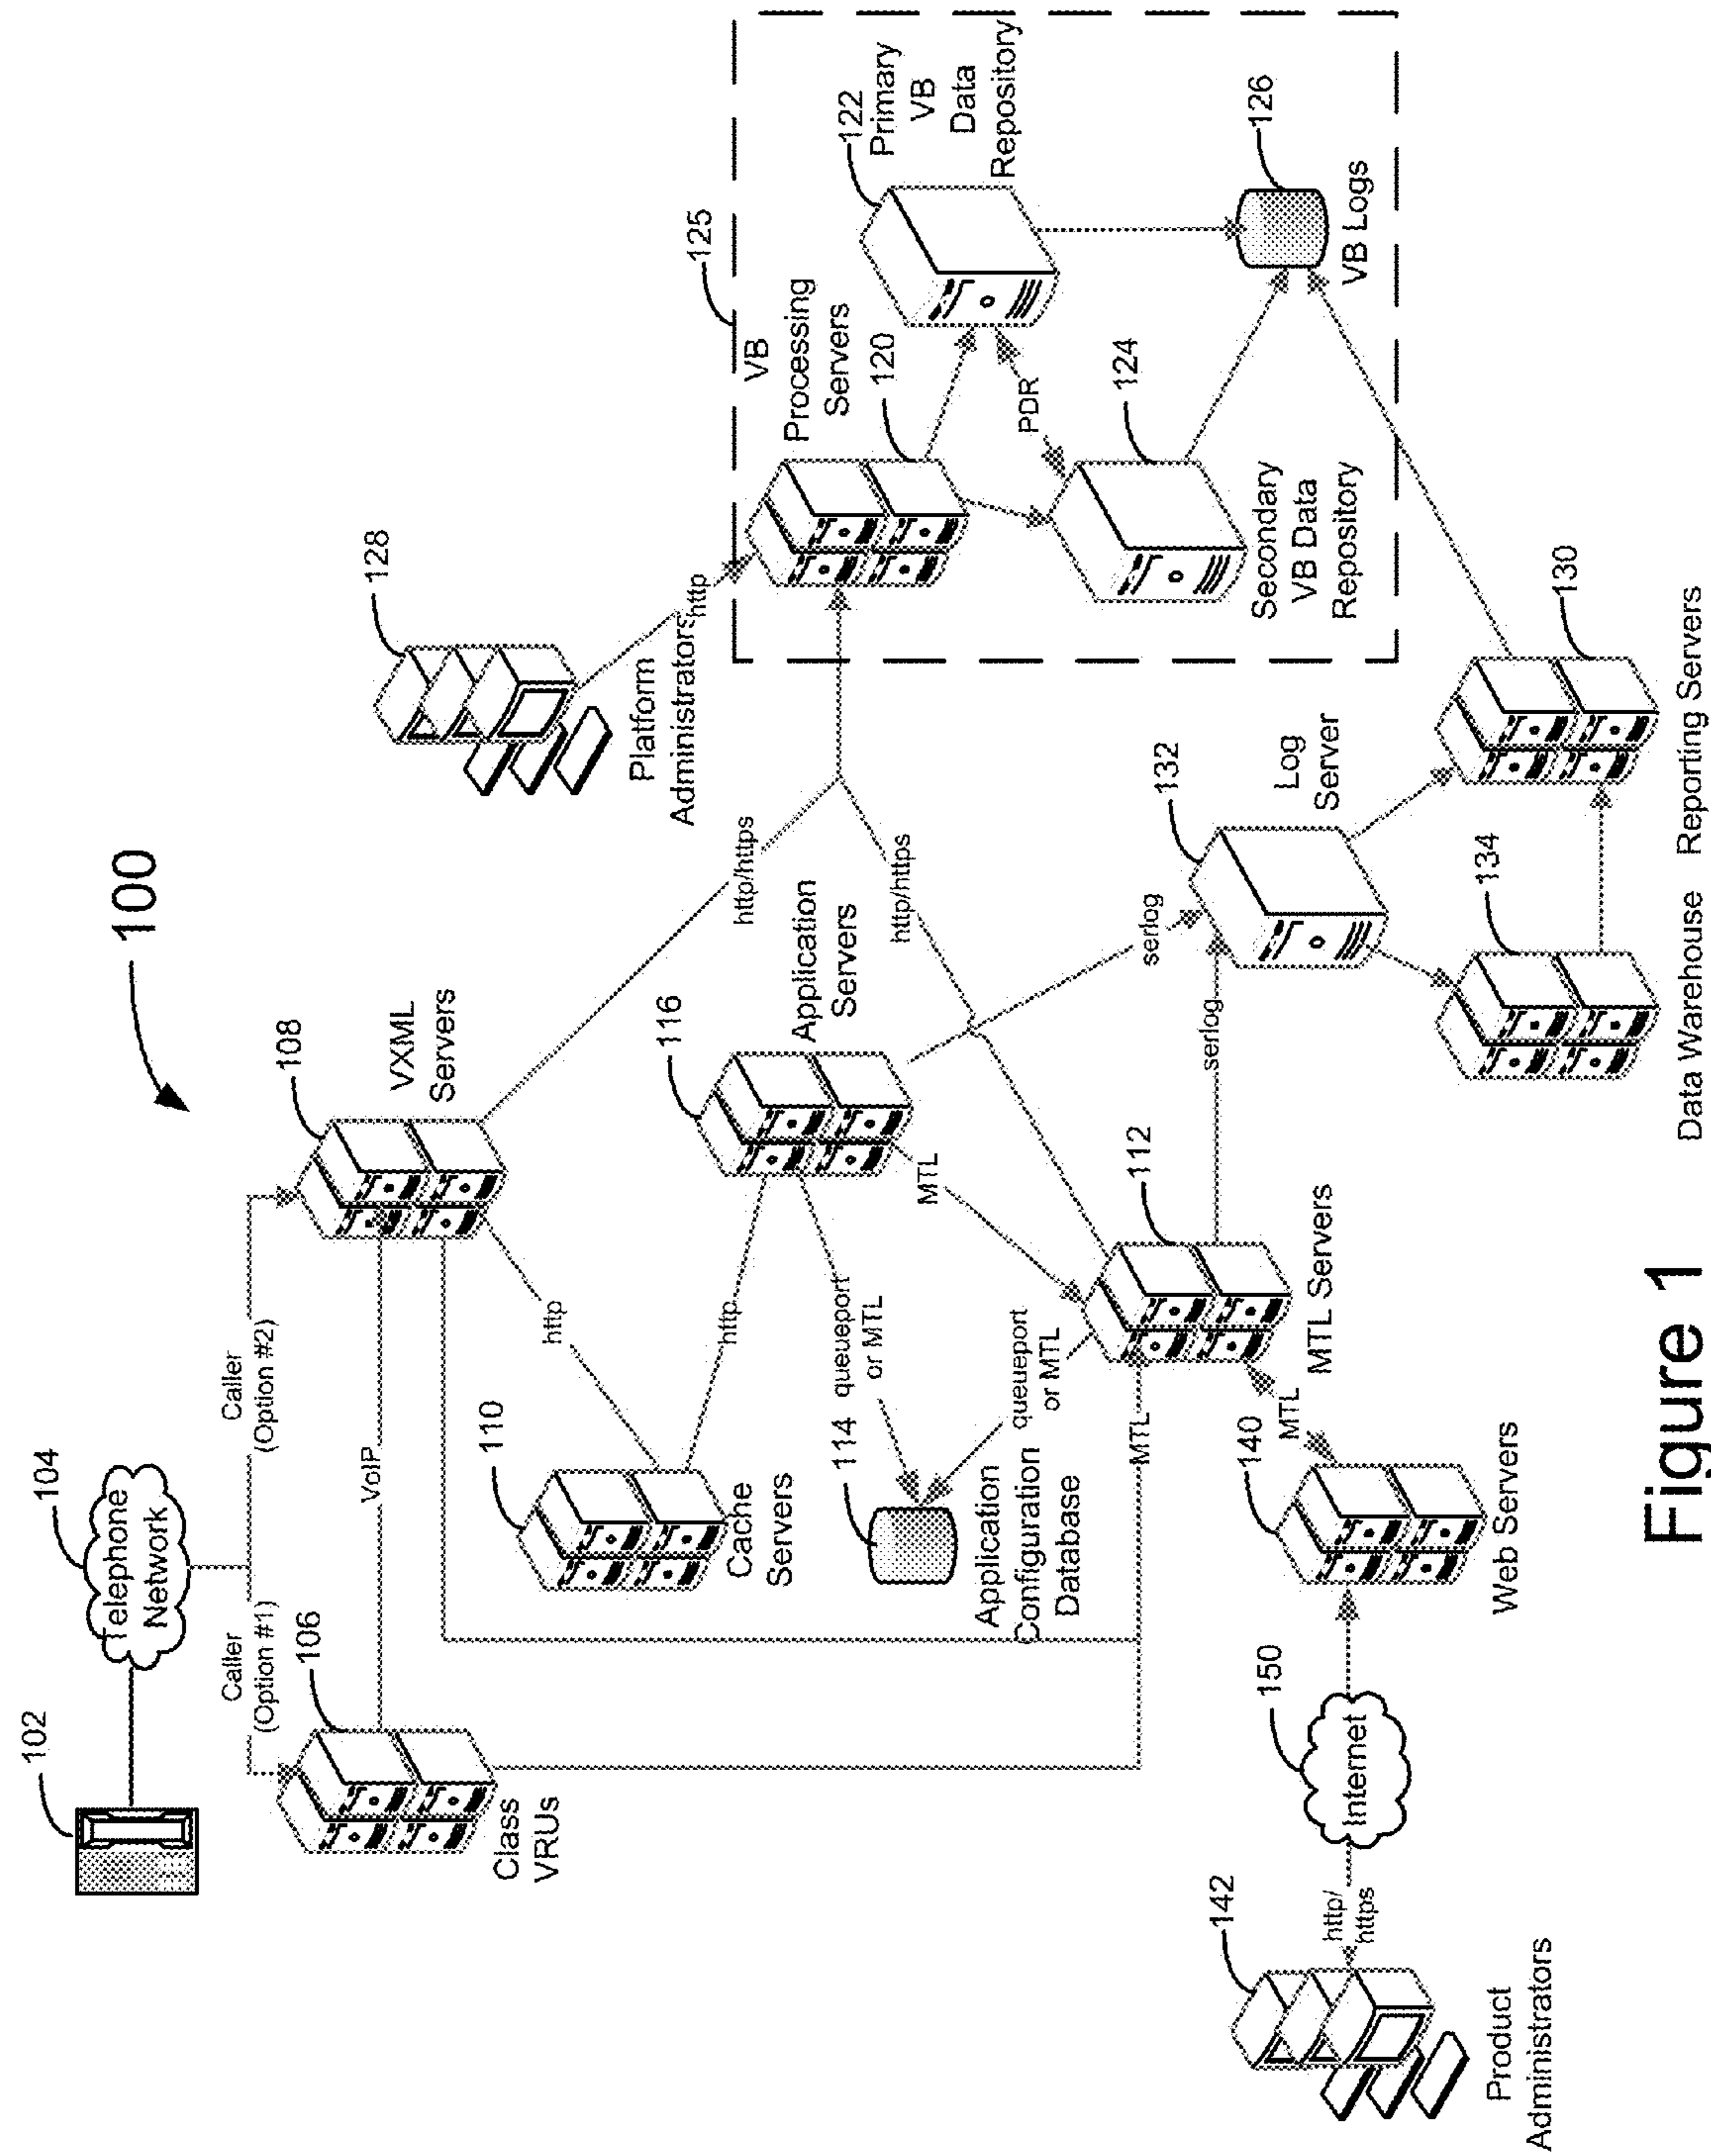 100
102
104
Telephone
Network
Caller
(Option #1)
Caller
(Option #2)
106
Class
VRUs
VoIP
108
VXML
Servers
128
Platform
Administrators
http
http/https
http/https
125
VB
Processing
Servers
120
122
Primary
VB
Data
Repository
PDR
124
Secondary
VB Data
Repository
126
VB Logs
110
Cache
Servers
http
http
116
Application
Servers
114
queueport
or MTL
queueport
or MTL
Application
Configuration
Database
MTL
MTL
112
MTL Servers
serlog
serlog
132
Log
Server
134
Data Warehouse
130
Reporting Servers
142
Product
Administrators
http/
https
150
Internet
140
Web Servers
MTL
Figure 1